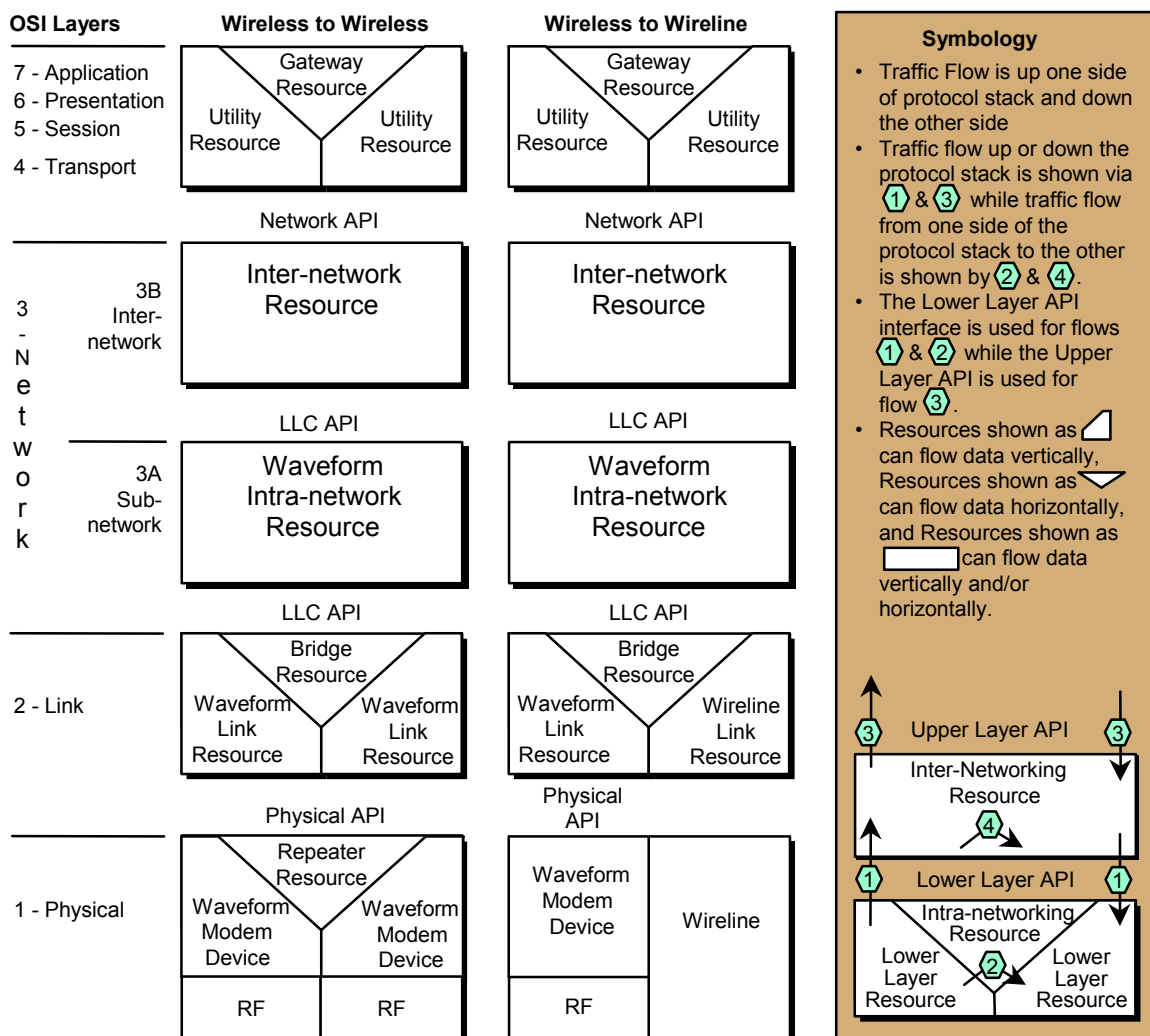 OSI Layers
Wireless to Wireless
Wireless to Wireline
7 - Application
6 - Presentation
5 - Session
4 - Transport
Gateway
Resource
Utility
Resource
Utility
Resource
Gateway
Resource
Utility
Resource
Utility
Resource
Network API
Network API
3
-
N
e
t
w
o
r
k
3B
Inter-
network
Inter-network
Resource
Inter-network
Resource
LLC API
LLC API
3A
Sub-
network
Waveform
Intra-network
Resource
Waveform
Intra-network
Resource
LLC API
LLC API
2 - Link
Bridge
Resource
Waveform
Link
Resource
Waveform
Link
Resource
Bridge
Resource
Waveform
Link
Resource
Wireline
Link
Resource
Physical API
Physical
API
1 - Physical
Repeater
Resource
Waveform
Modem
Device
Waveform
Modem
Device
RF
RF
Waveform
Modem
Device
RF
Wireline
Symbology
• Traffic Flow is up one side
of protocol stack and down
the other side
• Traffic flow up or down the
protocol stack is shown via
1 & 3 while traffic flow
from one side of the
protocol stack to the other
is shown by 2 & 4.
• The Lower Layer API
interface is used for flows
1 & 2 while the Upper
Layer API is used for
flow 3.
• Resources shown as
can flow data vertically,
Resources shown as
can flow data horizontally,
and Resources shown as
can flow data
vertically and/or
horizontally.
3 Upper Layer API 3
Inter-Networking
Resource
4
1 Lower Layer API 1
Intra-networking
Resource
Lower
Layer
Resource
2
Lower
Layer
Resource